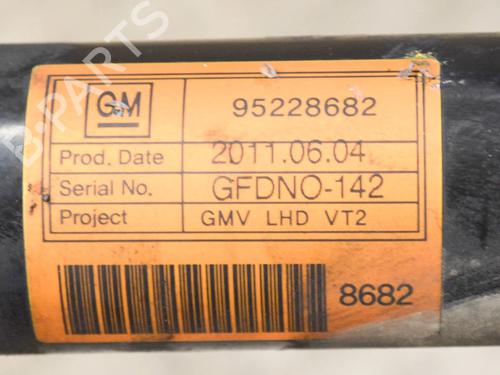 GM 95228682
Prod. Date 2011.06.04
Serial No. GFDNO-142
Project GMV LHD VT2
8682
B-PARTS